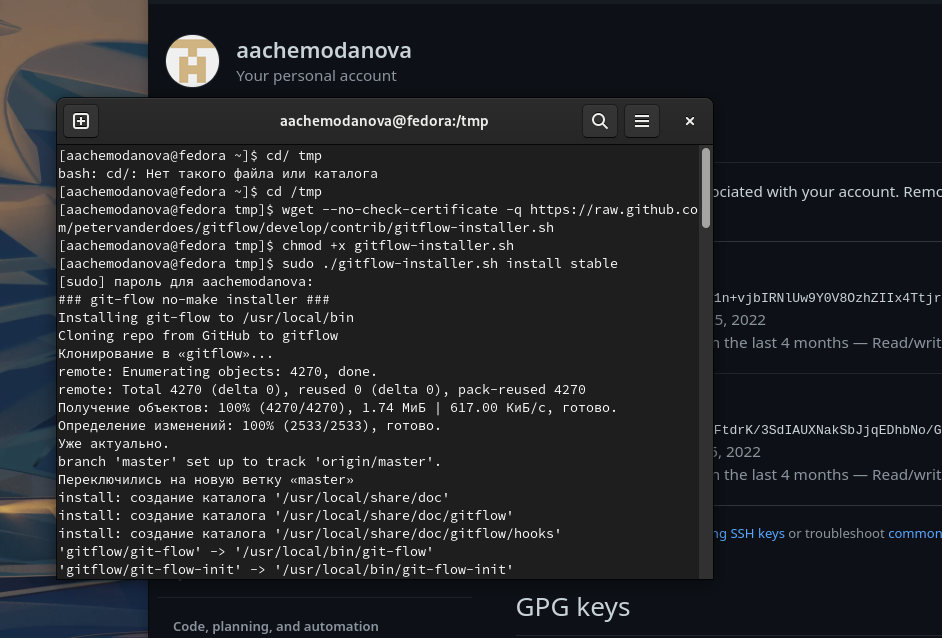 aachemodanova
Your personal account
aachemodanova@fedora:/tmp
[aachemodanova@fedora ~]$ cd/ tmp
bash: cd/: Нет такого файла или каталога
[aachemodanova@fedora ~]$ cd /tmp
[aachemodanova@fedora tmp]$ wget --no-check-certificate -q https://raw.github.co
m/petervanderdoes/gitflow/develop/contrib/gitflow-installer.sh
[aachemodanova@fedora tmp]$ chmod +x gitflow-installer.sh
[aachemodanova@fedora tmp]$ sudo ./gitflow-installer.sh install stable
[sudo] пароль для aachemodanova:
### git-flow no-make installer ###
Installing git-flow to /usr/local/bin
Cloning repo from GitHub to gitflow
Клонирование в «gitflow»...
remote: Enumerating objects: 4270, done.
remote: Total 4270 (delta 0), reused 0 (delta 0), pack-reused 4270
Получение объектов: 100% (4270/4270), 1.74 МиБ | 617.00 КиБ/с, готово.
Определение изменений: 100% (2533/2533), готово.
Уже актуально.
branch 'master' set up to track 'origin/master'.
Переключились на новую ветку «master»
install: создание каталога '/usr/local/share/doc'
install: создание каталога '/usr/local/share/doc/gitflow'
install: создание каталога '/usr/local/share/doc/gitflow/hooks'
'gitflow/git-flow' -> '/usr/local/bin/git-flow'
'gitflow/git-flow-init' -> '/usr/local/bin/git-flow-init'
ociated with your account. Remo
1n+vjbIRNlUw9Y0V8OzhZIIx4Ttjr
5, 2022
n the last 4 months — Read/writ
FtdrK/3SdIAUXNakSbJjqEDhbNo/G
5, 2022
n the last 4 months — Read/writ
ng SSH keys or troubleshoot common
GPG keys
Code, planning, and automation